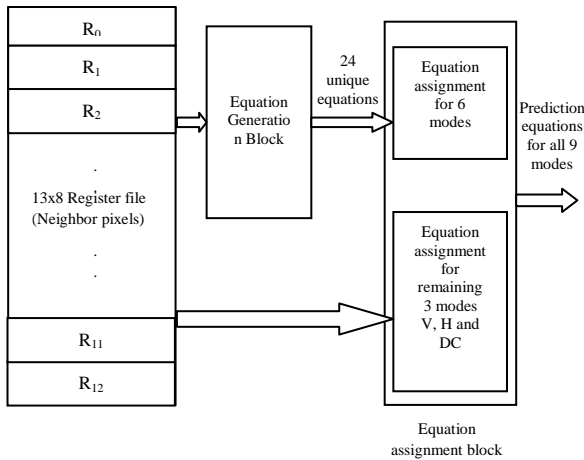 R0
R1
R2
.
.
13x8 Register file
(Neighbor pixels)
.
.
.
R11
R12
Equation
Generatio
n Block
24
unique
equations
Equation
assignment
for 6
modes
Equation
assignment
for
remaining
3 modes
V, H and
DC
Prediction
equations
for all 9
modes
Equation
assignment block